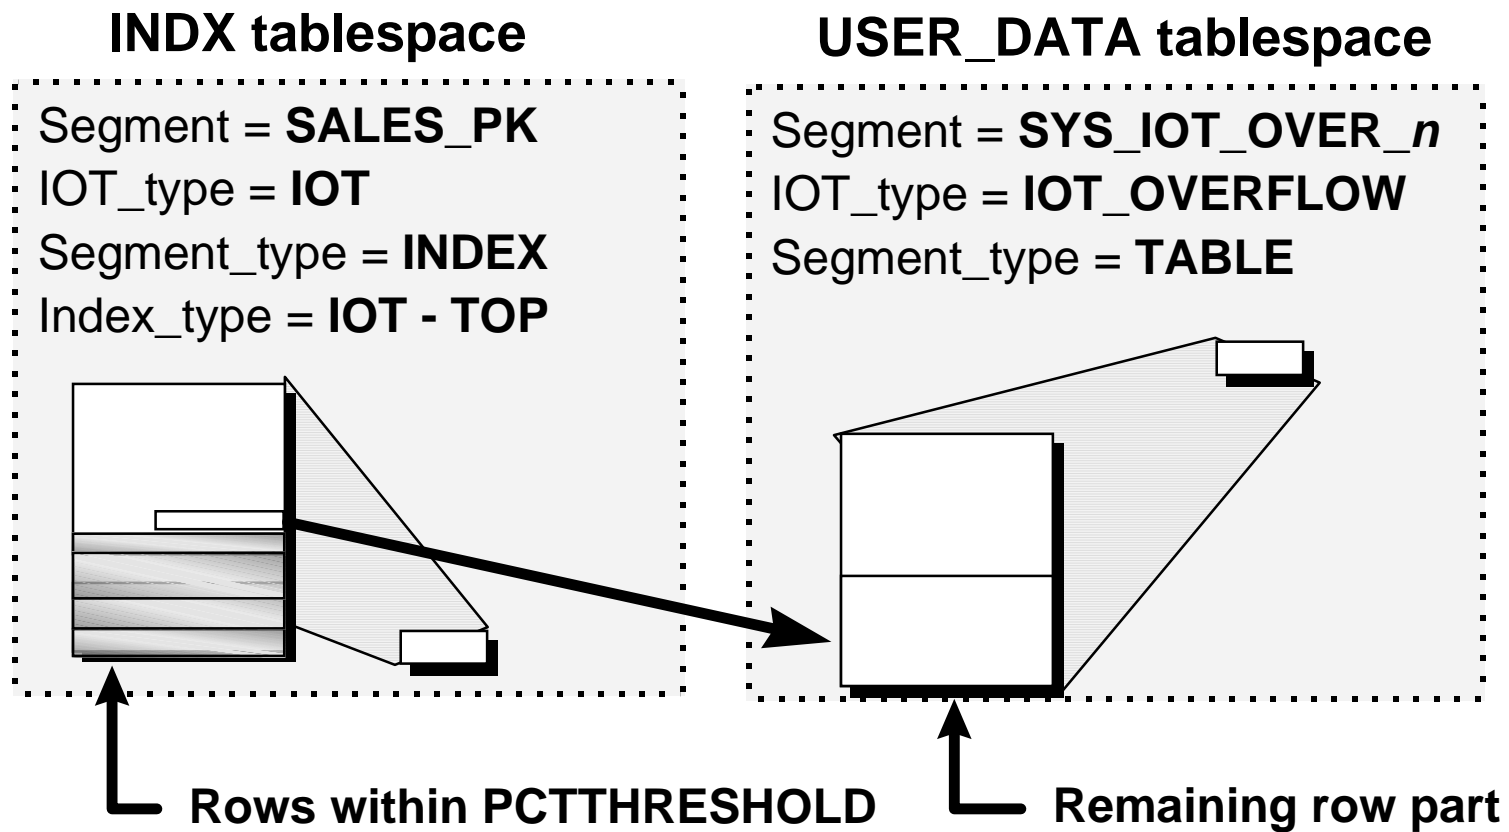 INDX tablespace
Segment = SALES_PK
IOT_type = IOT
Segment_type = INDEX
Index_type = IOT - TOP
Rows within PCTTHRESHOLD
USER_DATA tablespace
Segment = SYS_IOT_OVER_n
IOT_type = IOT_OVERFLOW
Segment_type = TABLE
Remaining row part